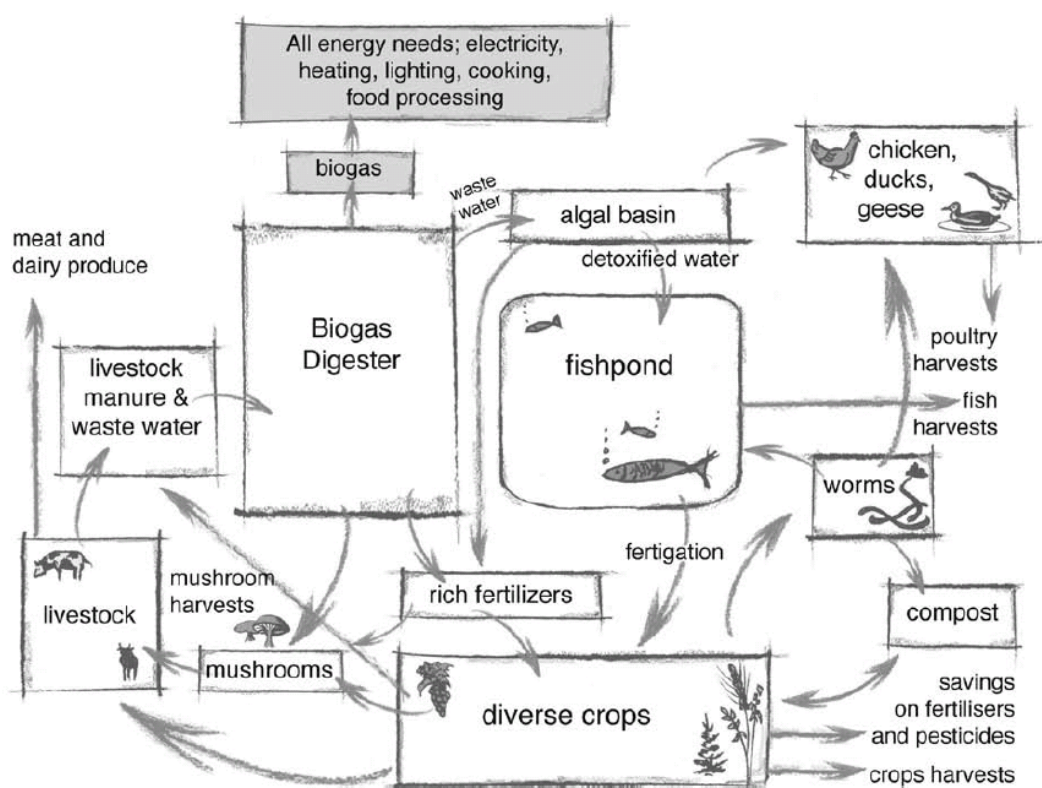 All energy needs; electricity,
heating, lighting, cooking,
food processing
biogas
waste
water
algal basin
chicken,
ducks,
geese
meat and
dairy produce
detoxified water
Biogas
Digester
fishpond
poultry
harvests
livestock
manure &
waste water
fish
harvests
worms
fertigation
mushroom
harvests
rich fertilizers
compost
livestock
mushrooms
diverse crops
savings
on fertilisers
and pesticides
crops harvests